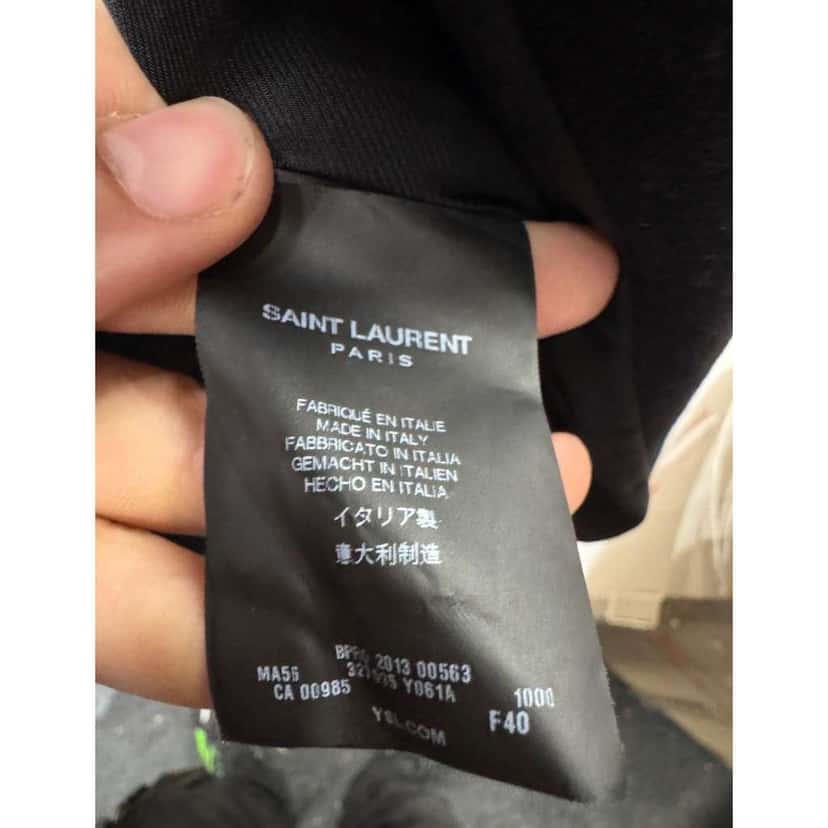 SAINT LAURENT
PARIS
FABRIQUÉ EN ITALIE
MADE IN ITALY
FABBRICATO IN ITALIA
GEMACHT IN ITALIEN
HECHO EN ITALIA
イタリア製
意大利制造
2013 00563
MA56 Y061A 1000
CA 00985 F40
YSL.COM